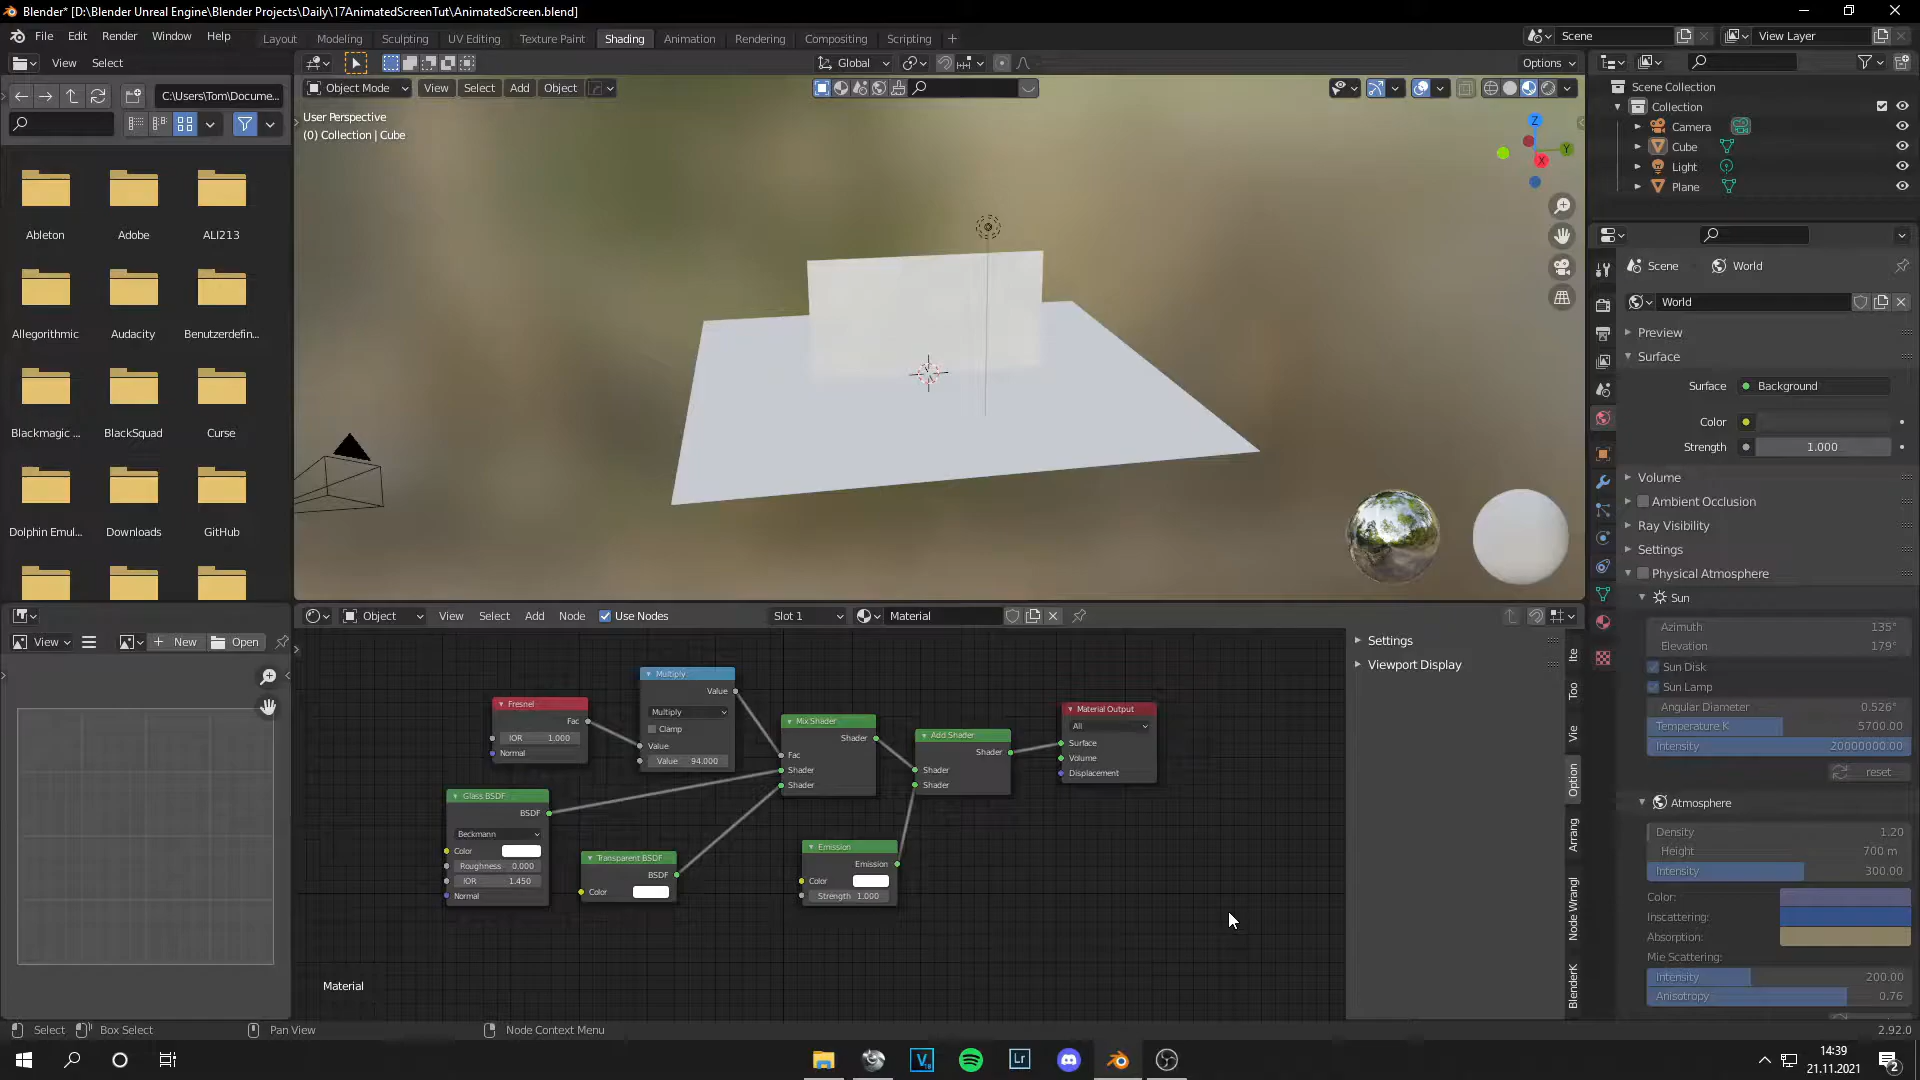 Blender* [D:\Blender Unreal Engine\Blender Projects\Daily\17AnimatedScreenTut\AnimatedScreen.blend]
File Edit Render Window Help
Layout Modeling Sculpting UV Editing Texture Paint Shading Animation Rendering Compositing Scripting
Scene
View Layer
View Select
Global
Options
C:\Users\Tom\Docume...
Object Mode View Select Add Object
User Perspective
(0) Collection | Cube
Z
Y
X
Scene Collection
Collection
Camera
Cube
Light
Plane
Ableton Adobe ALI213
Allegorithmic Audacity Benutzerdefin...
Blackmagic ... BlackSquad Curse
Dolphin Emul... Downloads GitHub
Scene World
World
Preview
Surface
Surface Background
Color
Strength 1.000
Volume
Ambient Occlusion
Ray Visibility
Settings
Physical Atmosphere
Sun
Azimuth 135°
Elevation 179°
Sun Disk
Sun Lamp
Angular Diameter 0.526°
Temperature K 5700.00
Intensity 20000000.00
reset
Atmosphere
Density 1.20
Height 700 m
Intensity 300.00
Color:
Inscattering:
Absorption:
Mie Scattering:
Intensity 200.00
Anisotropy 0.76
View New Open
Object View Select Add Node Use Nodes Slot 1 Material
Settings
Viewport Display
Ite
Too
Vie
Option
Arrang
Node Wrangl
BlenderK
Fresnel
Fac
IOR 1.000
Normal
Multiply
Value
Multiply
Clamp
Value
Value 94.000
Mix Shader
Shader
Fac
Shader
Shader
Add Shader
Shader
Shader
Shader
Material Output
All
Surface
Volume
Displacement
Glass BSDF
BSDF
Beckmann
Color
Roughness 0.000
IOR 1.450
Normal
Transparent BSDF
BSDF
Color
Emission
Emission
Color
Strength 1.000
Material
Select Box Select Pan View Node Context Menu
2.92.0
Lr
14:39
21.11.2021
2